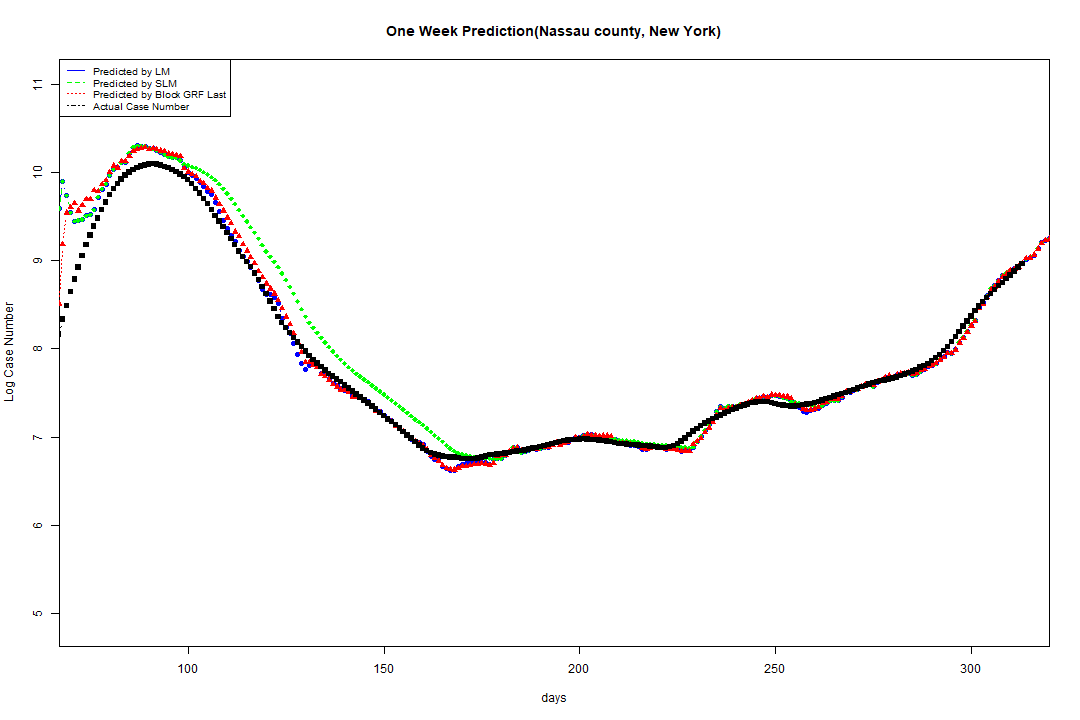 One Week Prediction(Nassau county, New York)
Predicted by LM
Predicted by SLM
Predicted by Block GRF Last
Actual Case Number
11
10
9
8
7
6
5
Log Case Number
100 150 200 250 300
days